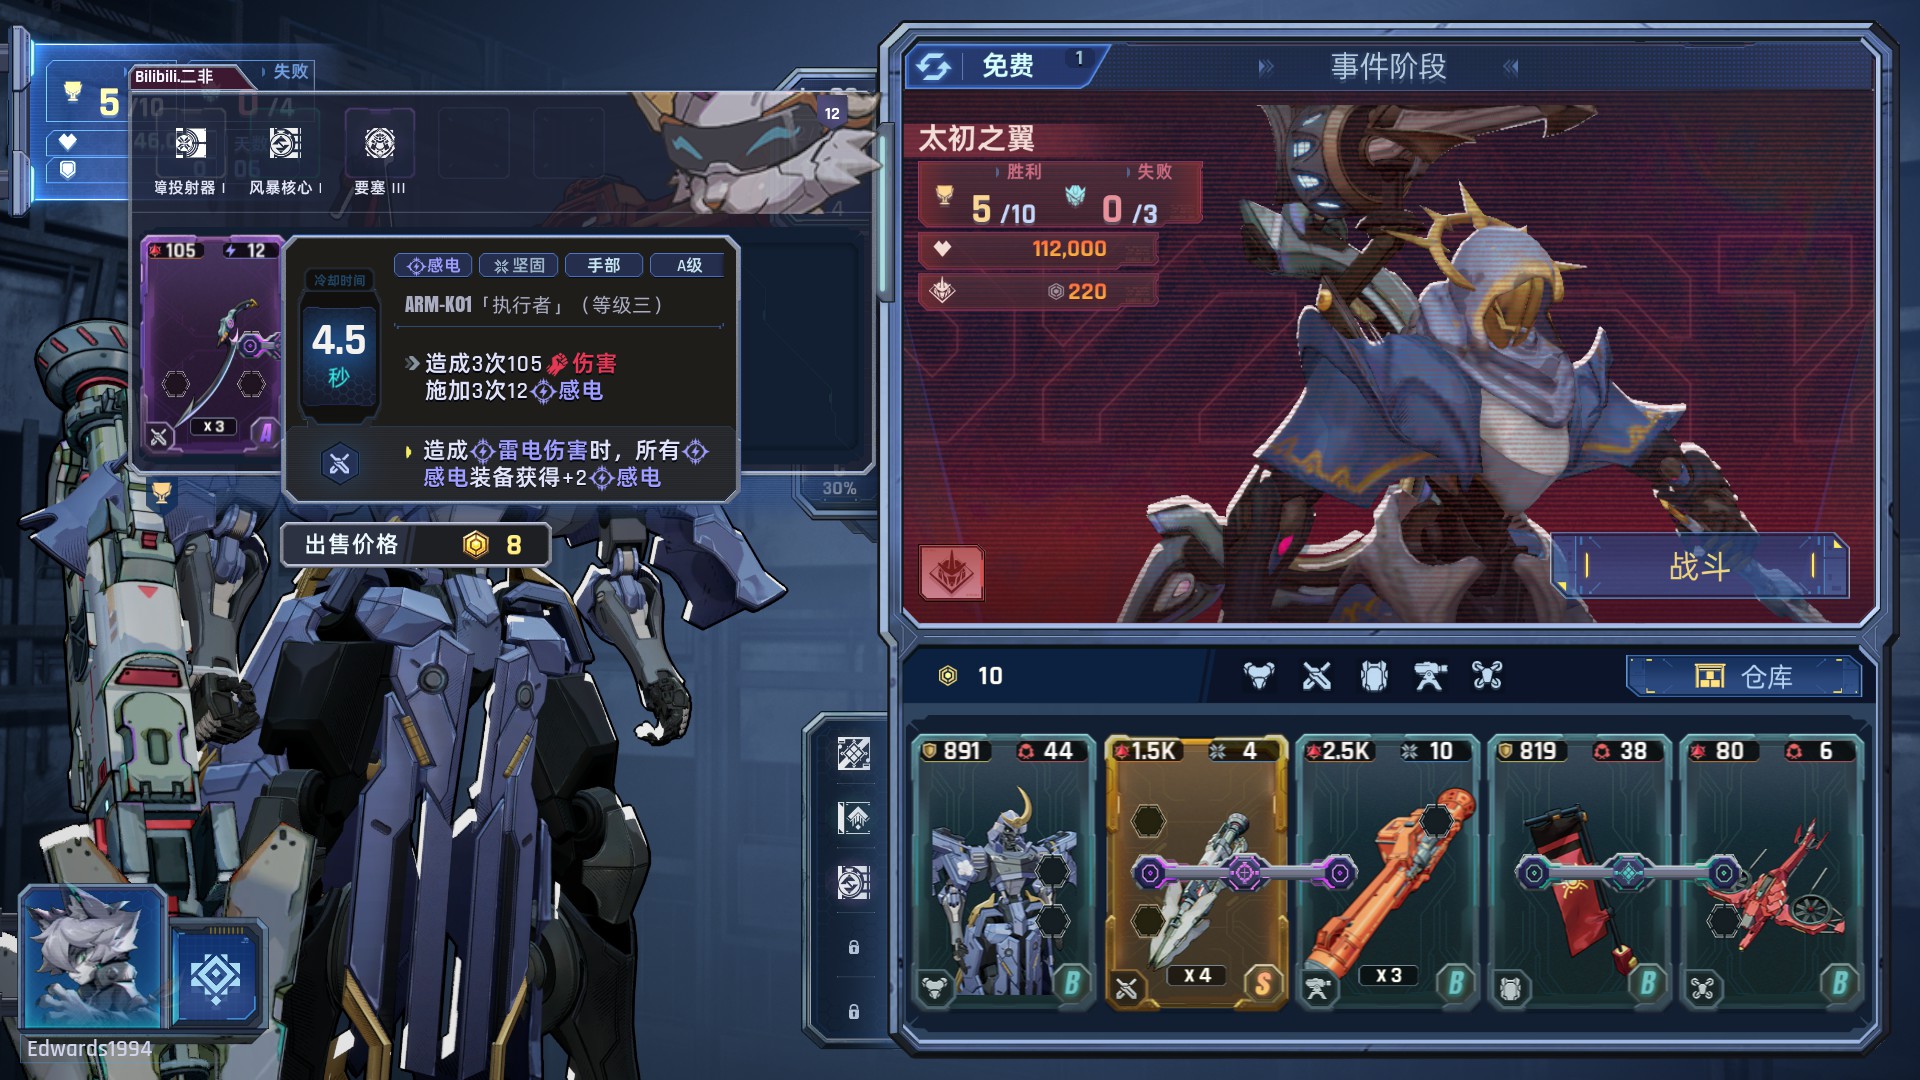 Bilibili.二非
失败
5/10
0/4
12
障投射器 I
风暴核心 I
要塞 III
105
12
x3
A
冷却时间
4.5
秒
感电
坚固
手部
A级
ARM-K01「执行者」（等级三）
造成3次105伤害
施加3次12感电
造成雷电伤害时，所有
感电装备获得+2感电
出售价格
8
30%
免费
1
事件阶段
太初之翼
胜利
失败
5/10
0/3
112,000
220
战斗
10
仓库
891
44
B
1.5K
4
x4
S
2.5K
10
x3
B
819
38
B
80
6
B
Edwards1994